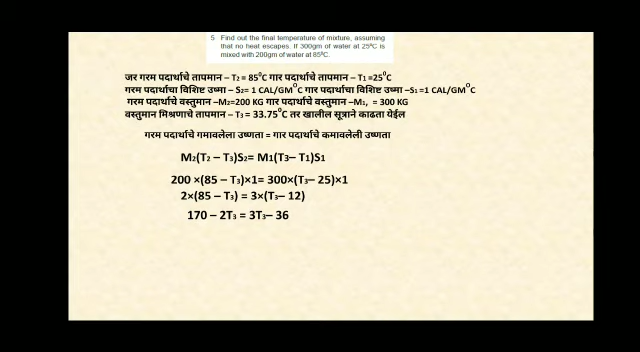 5 Find out the final temperature of mixture, assuming
that no heat escapes. If 300gm of water at 25°C is
mixed with 200gm of water at 85°C.
जर गरम पदार्थाचे तापमान – T₂ = 85°C गार पदार्थाचे तापमान – T₁ =25°C
गरम पदार्थाचा विशिष्ट उष्मा – S₂= 1 CAL/GM°C गार पदार्थाचा विशिष्ट उष्मा –S₁ =1 CAL/GM°C
गरम पदार्थाचे वस्तुमान –M₂=200 KG गार पदार्थाचे वस्तुमान –M₁, = 300 KG
वस्तुमान मिश्रणाचे तापमान – T₃ = 33.75°C तर खालील सूत्राने काढता येईल
गरम पदार्थाचे गमावलेला उष्णता = गार पदार्थाचे कमावलेली उष्णता
M₂(T₂ – T₃)S₂= M₁(T₃– T₁)S₁
200 ×(85 – T₃)×1= 300×(T₃– 25)×1
2×(85 – T₃) = 3×(T₃– 12)
170 – 2T₃ = 3T₃– 36